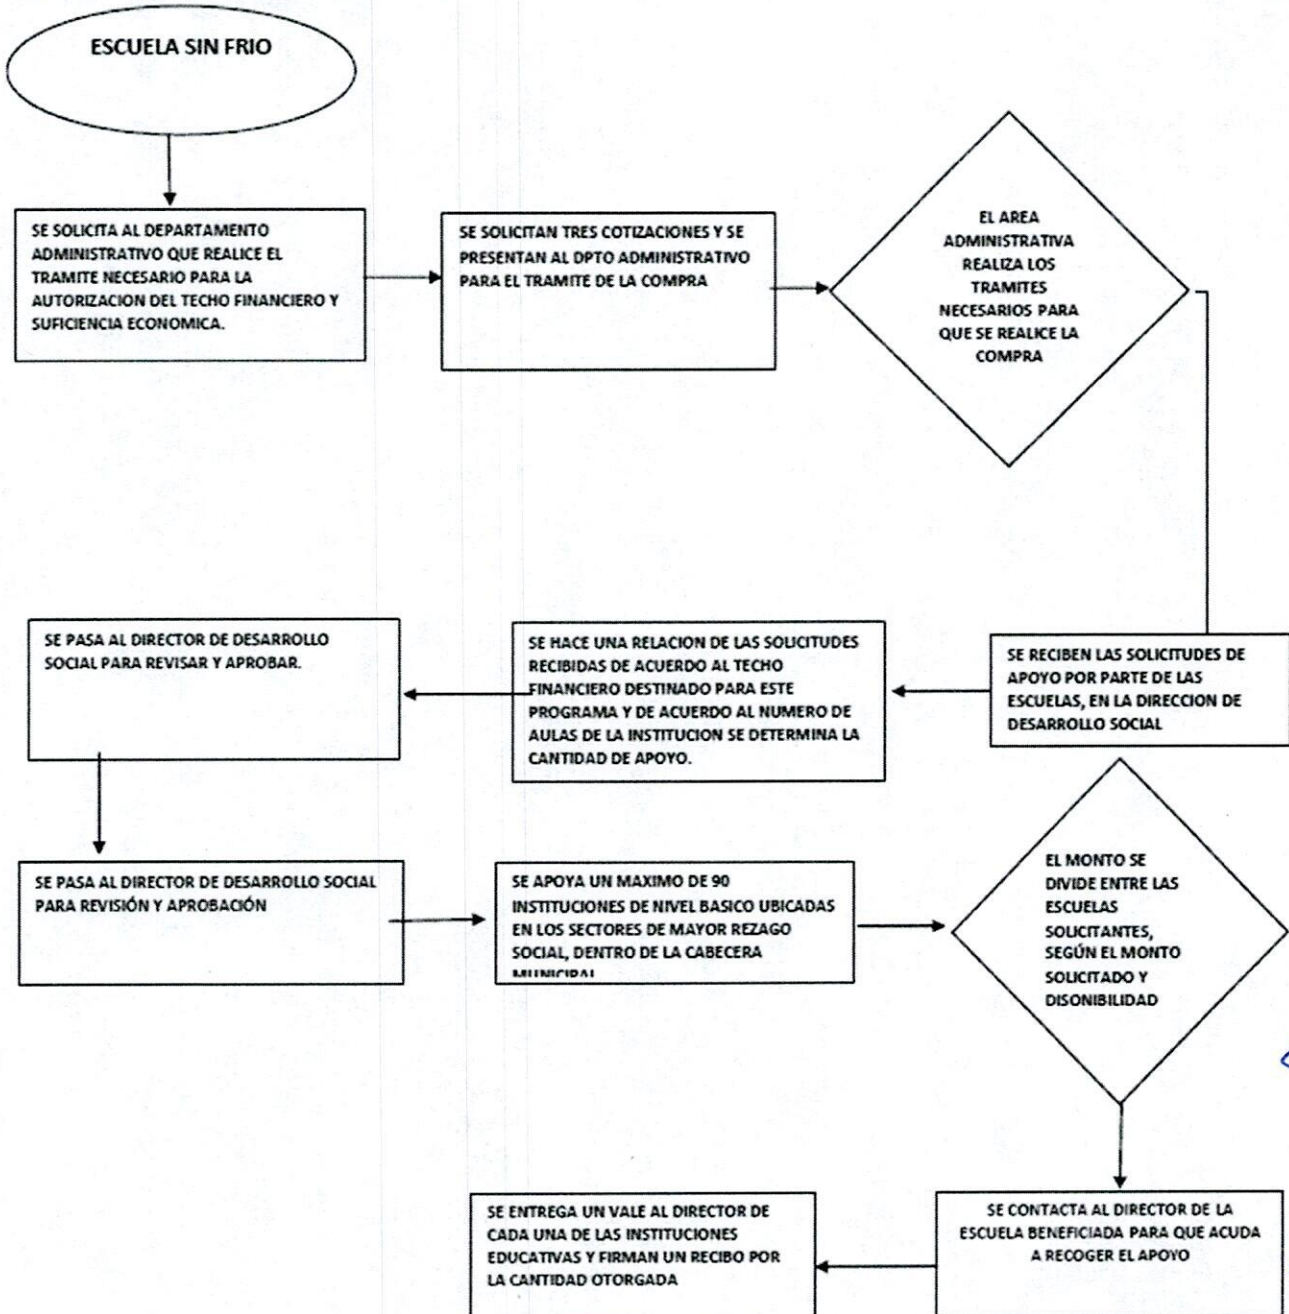 ESCUELA SIN FRIO
SE SOLICITA AL DEPARTAMENTO
ADMINISTRATIVO QUE REALICE EL
TRAMITE NECESARIO PARA LA
AUTORIZACION DEL TECHO FINANCIERO Y
SUFICIENCIA ECONOMICA.
SE SOLICITAN TRES COTIZACIONES Y SE
PRESENTAN AL DPTO ADMINISTRATIVO
PARA EL TRAMITE DE LA COMPRA
EL AREA
ADMINISTRATIVA
REALIZA LOS
TRAMITES
NECESARIOS PARA
QUE SE REALICE LA
COMPRA
SE RECIBEN LAS SOLICITUDES DE
APOYO POR PARTE DE LAS
ESCUELAS, EN LA DIRECCION DE
DESARROLLO SOCIAL
SE HACE UNA RELACION DE LAS SOLICITUDES
RECIBIDAS DE ACUERDO AL TECHO
FINANCIERO DESTINADO PARA ESTE
PROGRAMA Y DE ACUERDO AL NUMERO DE
AULAS DE LA INSTITUCION SE DETERMINA LA
CANTIDAD DE APOYO.
SE PASA AL DIRECTOR DE DESARROLLO
SOCIAL PARA REVISAR Y APROBAR.
SE PASA AL DIRECTOR DE DESARROLLO SOCIAL
PARA REVISIÓN Y APROBACIÓN
SE APOYA UN MAXIMO DE 90
INSTITUCIONES DE NIVEL BASICO UBICADAS
EN LOS SECTORES DE MAYOR REZAGO
SOCIAL, DENTRO DE LA CABECERA
MUNICIPAL
EL MONTO SE
DIVIDE ENTRE LAS
ESCUELAS
SOLICITANTES,
SEGÚN EL MONTO
SOLICITADO Y
DISONIBILIDAD
SE CONTACTA AL DIRECTOR DE LA
ESCUELA BENEFICIADA PARA QUE ACUDA
A RECOGER EL APOYO
SE ENTREGA UN VALE AL DIRECTOR DE
CADA UNA DE LAS INSTITUCIONES
EDUCATIVAS Y FIRMAN UN RECIBO POR
LA CANTIDAD OTORGADA